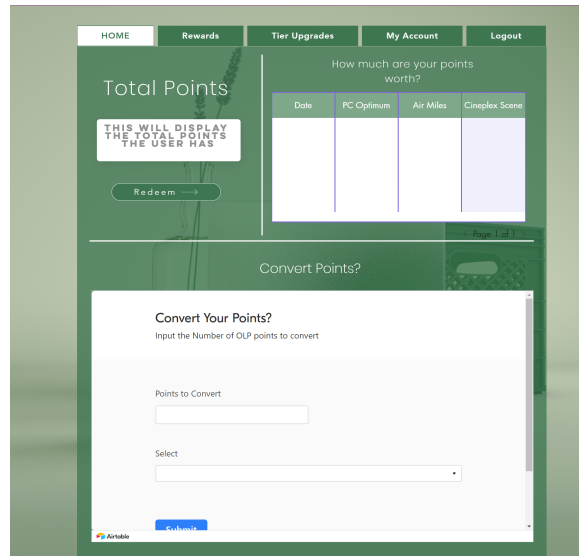 HOME Rewards Tier Upgrades My Account Logout
Total Points
THIS WILL DISPLAY
THE TOTAL POINTS
THE USER HAS
Redeem
How much are your points
worth?
Date PC Optimum Air Miles Cineplex Scene
< Page 1 of 1 >
Convert Points?
Convert Your Points?
Input the Number of OLP points to convert
Points to Convert
Select
Submit
Airtable